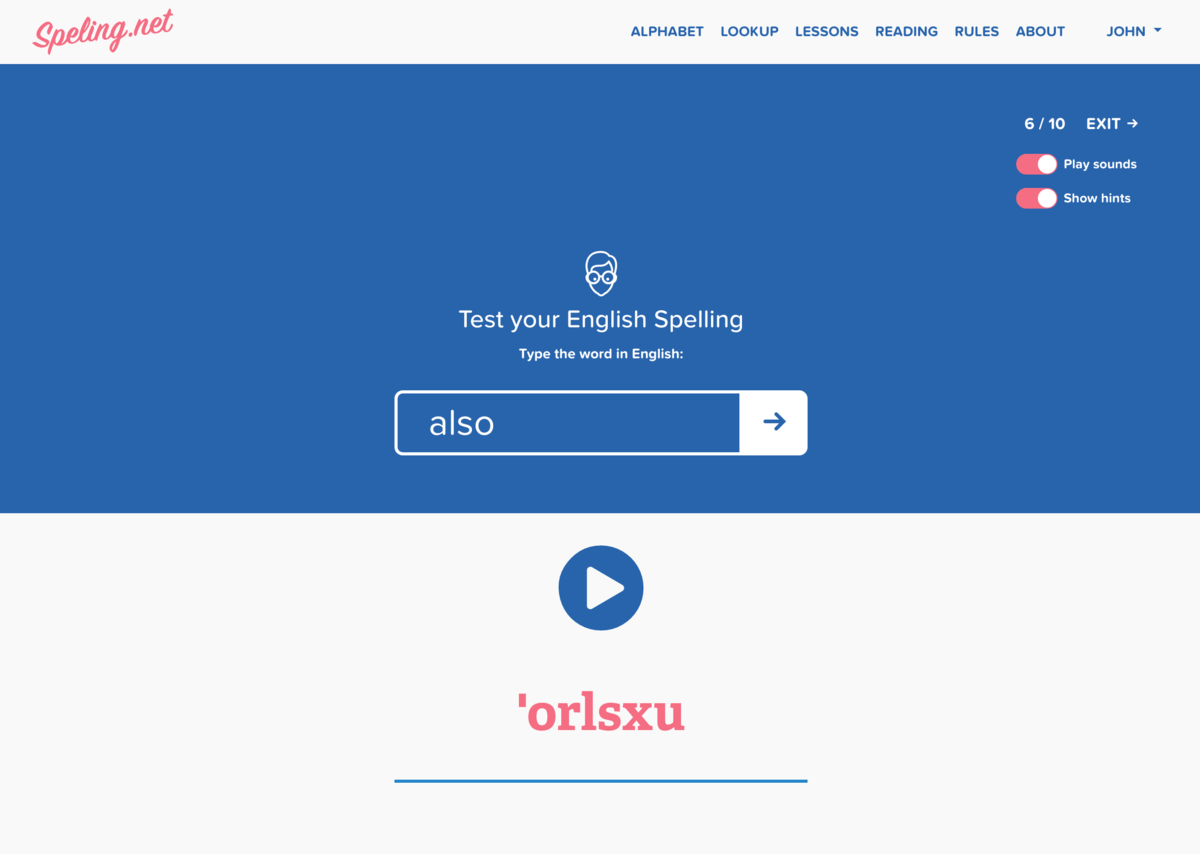 Speling.net
ALPHABET LOOKUP LESSONS READING RULES ABOUT JOHN
6 / 10 EXIT →
Play sounds
Show hints
Test your English Spelling
Type the word in English:
also
'orlsxu